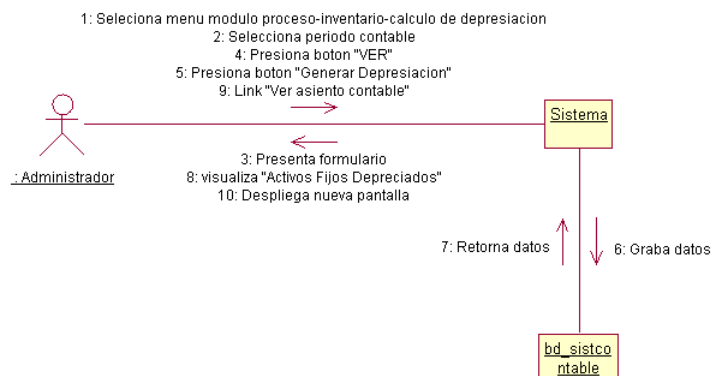 1: Seleciona menu modulo proceso-inventario-calculo de depresiacion
2: Selecciona periodo contable
4: Presiona boton "VER"
5: Presiona boton "Generar Depresiacion"
9: Link "Ver asiento contable"
Sistema
: Administrador
3: Presenta formulario
8: visualiza "Activos Fijos Depreciados"
10: Despliega nueva pantalla
7: Retorna datos
6: Graba datos
bd_sistco
ntable